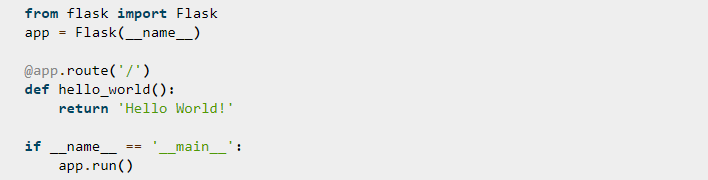 from flask import Flask
app = Flask(__name__)
@app.route('/')
def hello_world():
    return 'Hello World!'
if __name__ == '__main__':
    app.run()